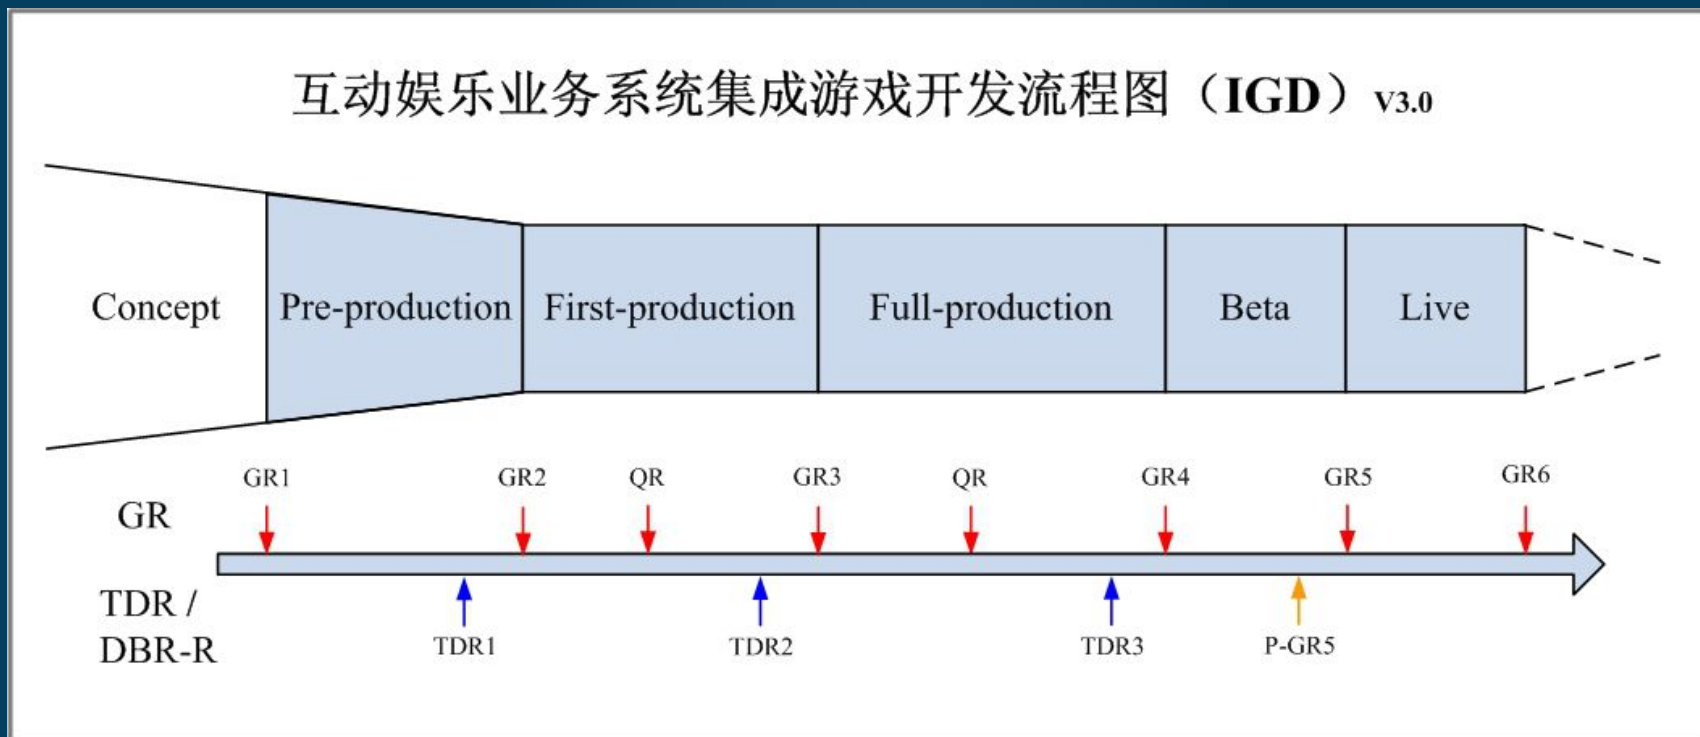 互动娱乐业务系统集成游戏开发流程图（IGD）V3.0
Concept
Pre-production
First-production
Full-production
Beta
Live
GR1
GR2
QR
GR3
QR
GR4
GR5
GR6
GR
TDR /
DBR-R
TDR1
TDR2
TDR3
P-GR5